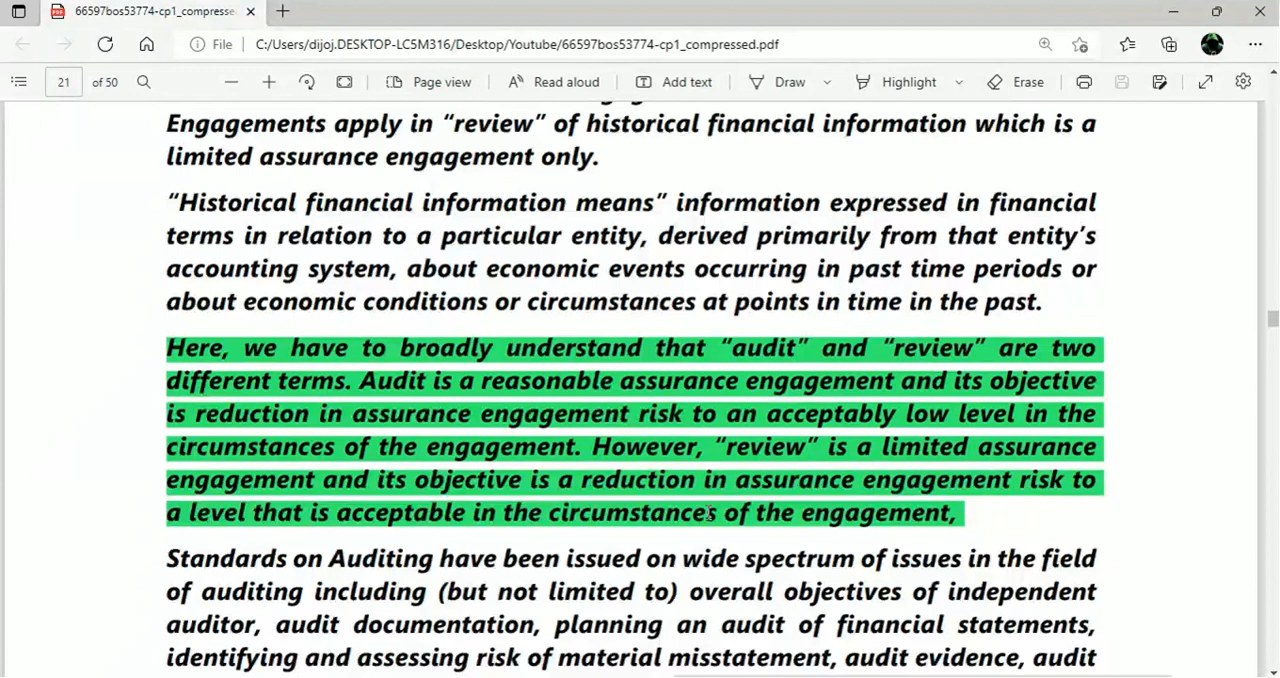 66597bos53774-cp1_compresse
File
C:/Users/dijoj.DESKTOP-LC5M316/Desktop/Youtube/66597bos53774-cp1_compressed.pdf
21 of 50
Page view
Read aloud
Add text
Draw
Highlight
Erase
Engagements apply in “review” of historical financial information which is a
limited assurance engagement only.
“Historical financial information means” information expressed in financial
terms in relation to a particular entity, derived primarily from that entity’s
accounting system, about economic events occurring in past time periods or
about economic conditions or circumstances at points in time in the past.
Here, we have to broadly understand that “audit” and “review” are two
different terms. Audit is a reasonable assurance engagement and its objective
is reduction in assurance engagement risk to an acceptably low level in the
circumstances of the engagement. However, “review” is a limited assurance
engagement and its objective is a reduction in assurance engagement risk to
a level that is acceptable in the circumstances of the engagement,
Standards on Auditing have been issued on wide spectrum of issues in the field
of auditing including (but not limited to) overall objectives of independent
auditor, audit documentation, planning an audit of financial statements,
identifying and assessing risk of material misstatement, audit evidence, audit